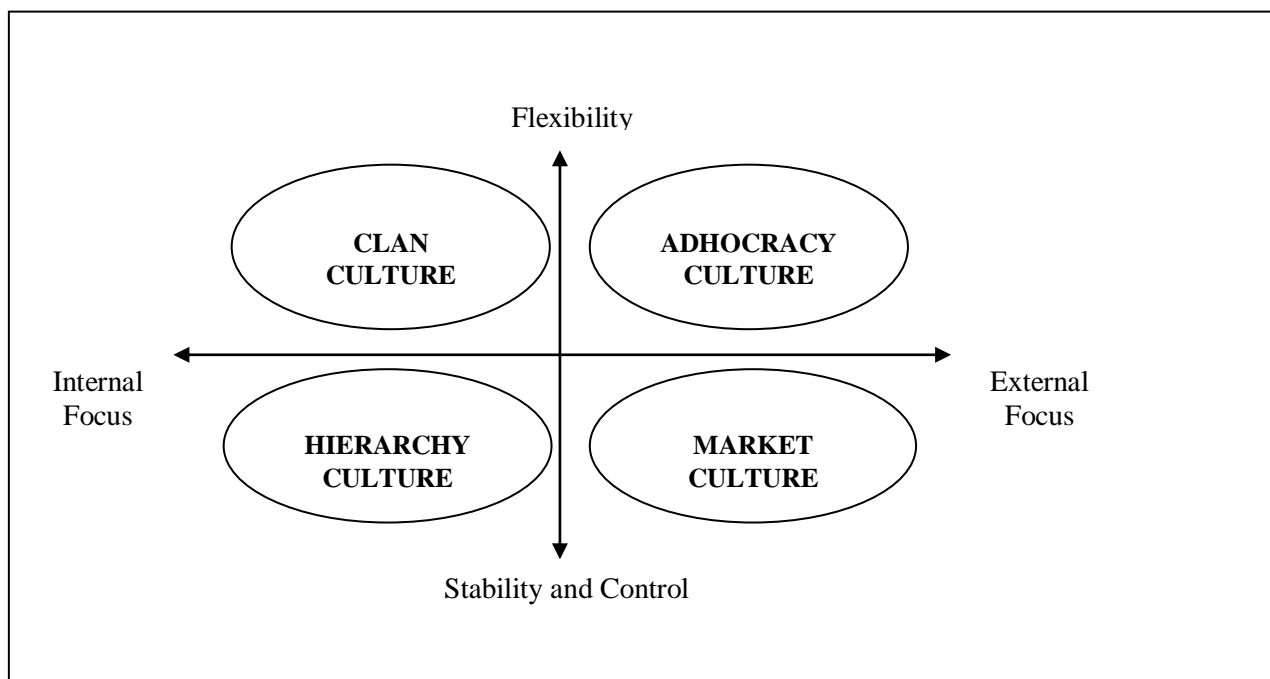 Flexibility
CLAN
CULTURE
ADHOCRACY
CULTURE
Internal
Focus
External
Focus
HIERARCHY
CULTURE
MARKET
CULTURE
Stability and Control